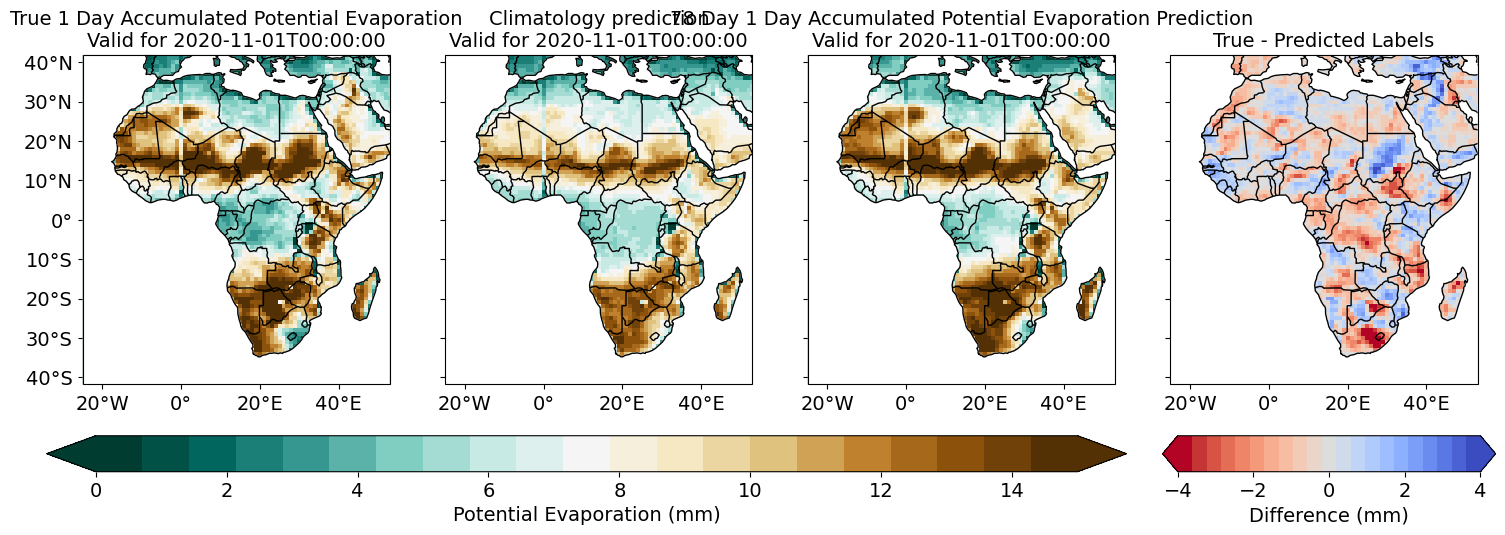 True 1 Day Accumulated Potential Evaporation
Valid for 2020-11-01T00:00:00
Climatology prediction
Valid for 2020-11-01T00:00:00
78 Day 1 Day Accumulated Potential Evaporation Prediction
Valid for 2020-11-01T00:00:00
True - Predicted Labels
40°N
30°N
20°N
10°N
0°
10°S
20°S
30°S
40°S
20°W 0° 20°E 40°E
20°W 0° 20°E 40°E
20°W 0° 20°E 40°E
20°W 0° 20°E 40°E
0 2 4 6 8 10 12 14
Potential Evaporation (mm)
−4 −2 0 2 4
Difference (mm)